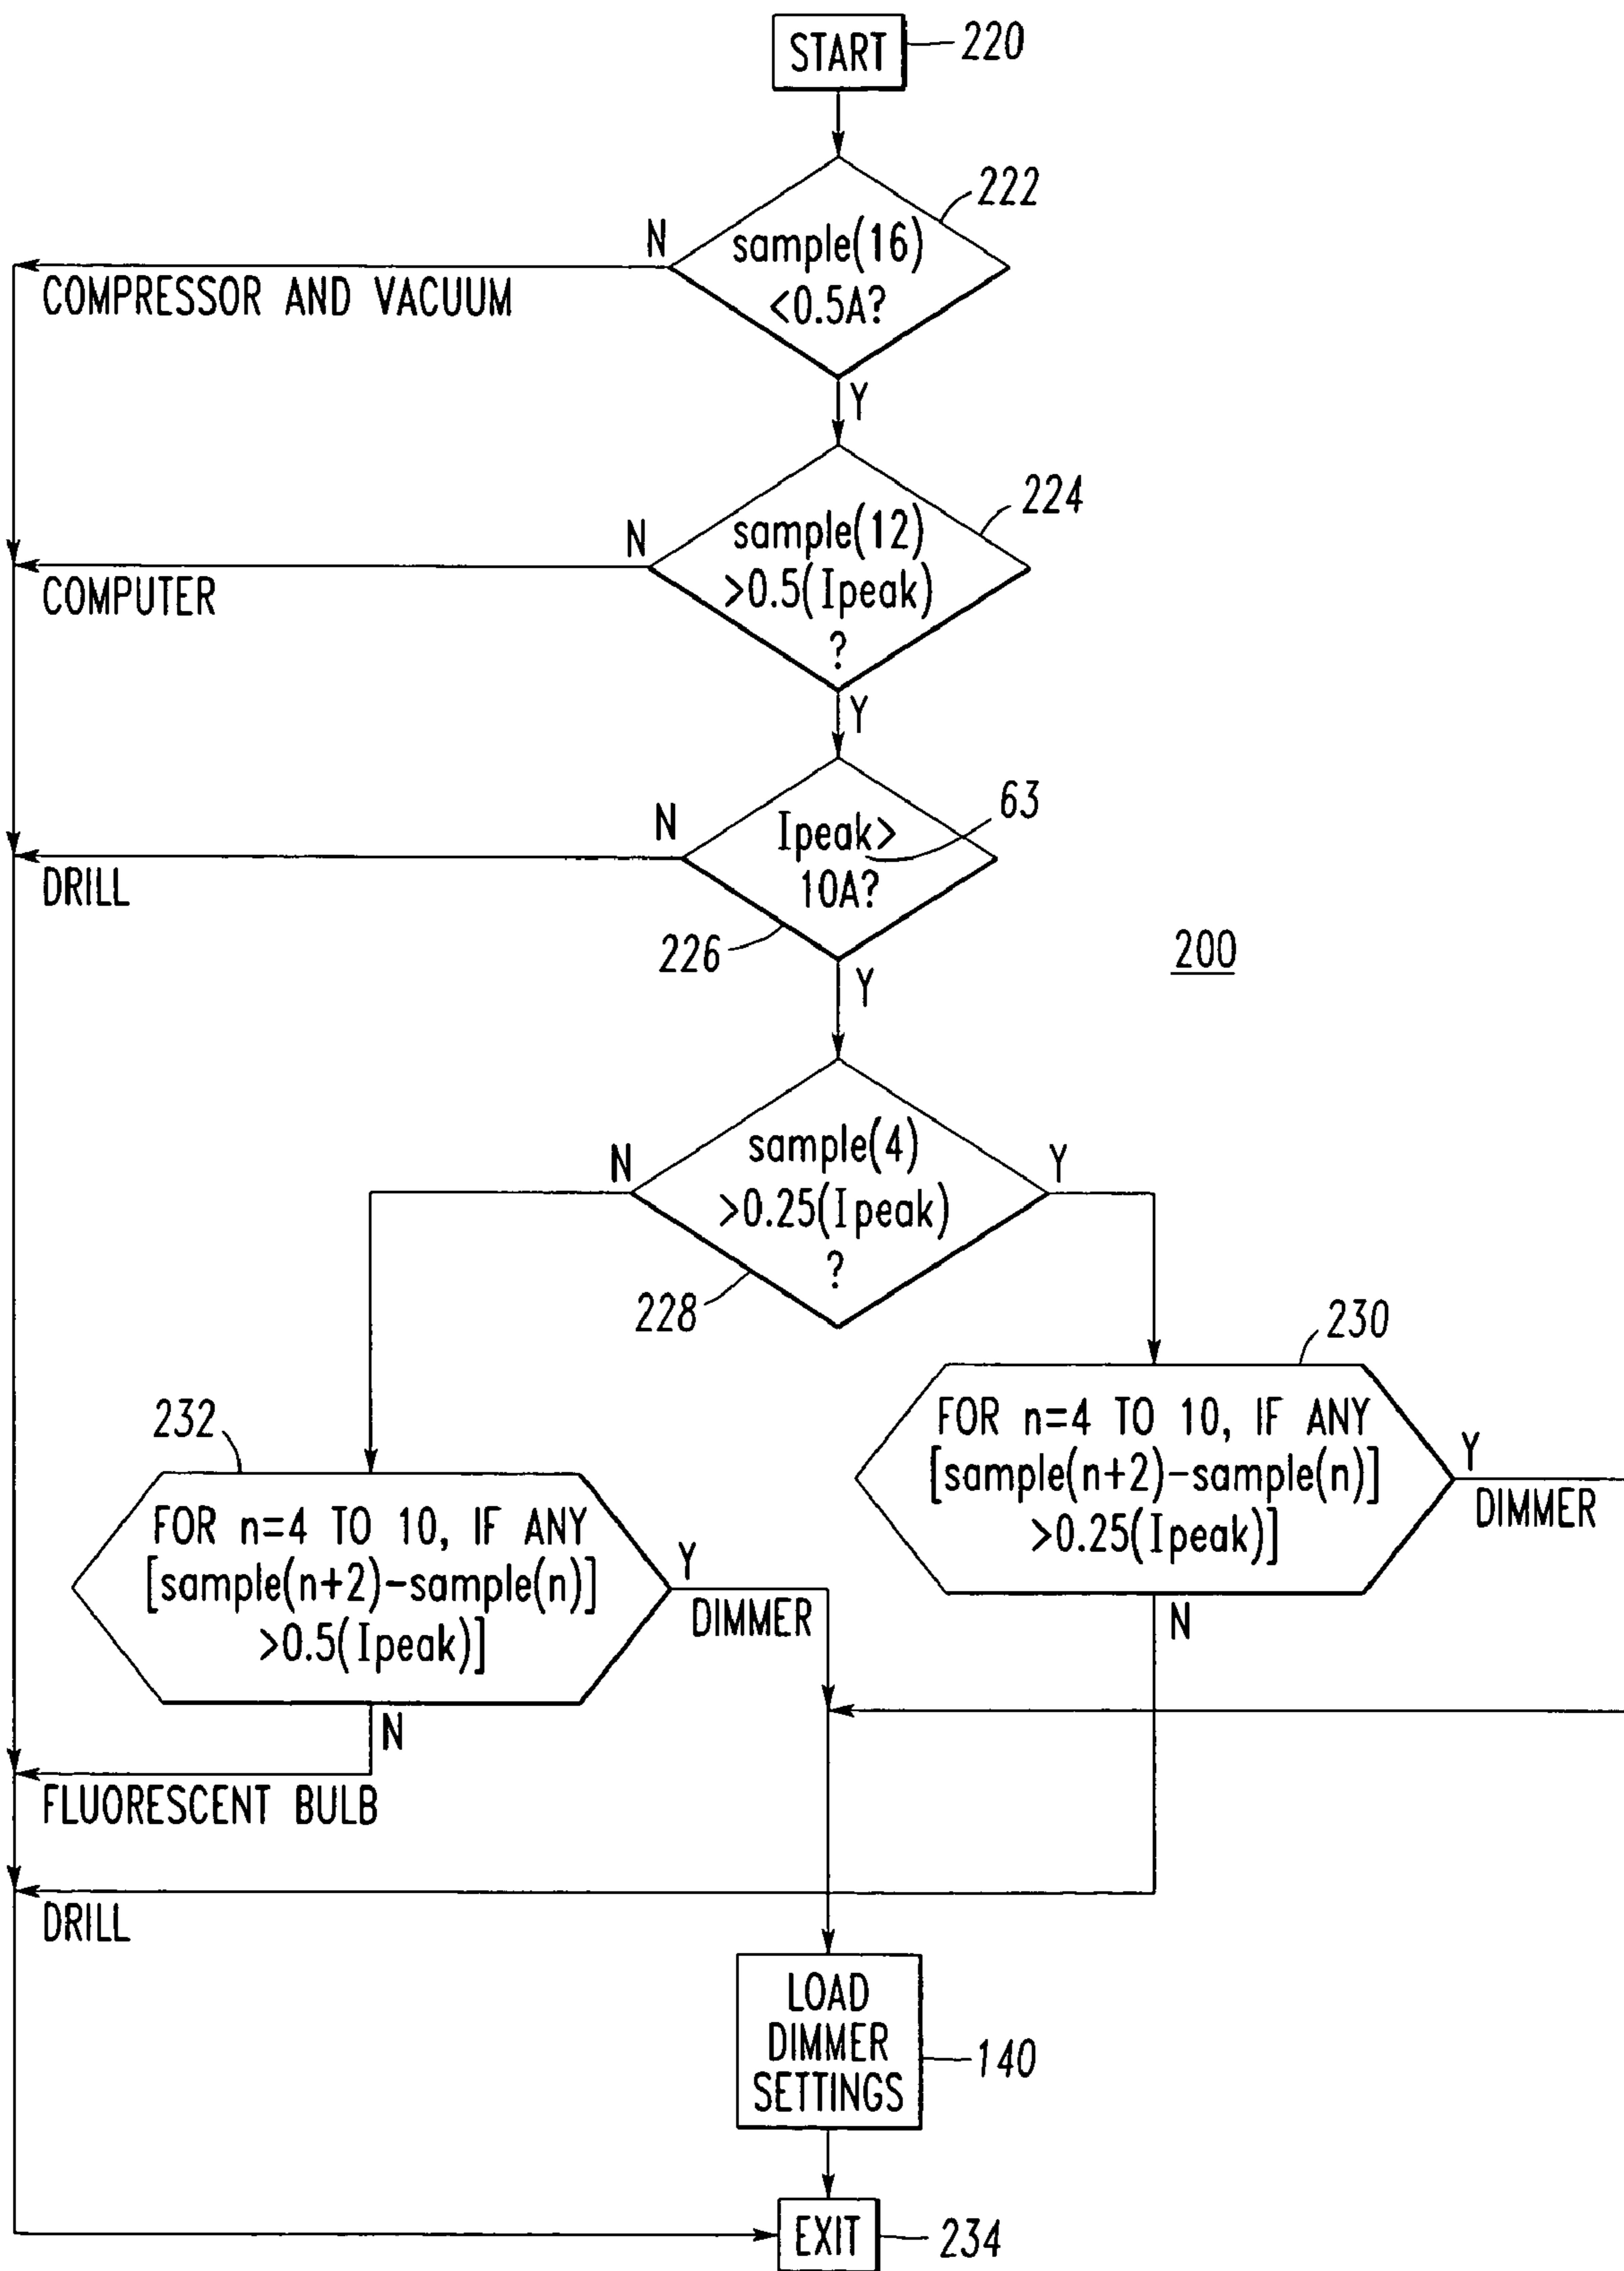 START
220
222
N
sample(16)
<0.5A?
COMPRESSOR AND VACUUM
Y
224
N
sample(12)
>0.5(Ipeak)
?
COMPUTER
Y
63
N
Ipeak>
10A?
DRILL
226
200
Y
N
sample(4)
Y
>0.25(Ipeak)
?
228
230
FOR n=4 TO 10, IF ANY
[sample(n+2)-sample(n)]
>0.25(Ipeak)]
Y
DIMMER
N
232
FOR n=4 TO 10, IF ANY
[sample(n+2)-sample(n)]
>0.5(Ipeak)]
Y
DIMMER
N
FLUORESCENT BULB
DRILL
LOAD
DIMMER
SETTINGS
140
EXIT
234